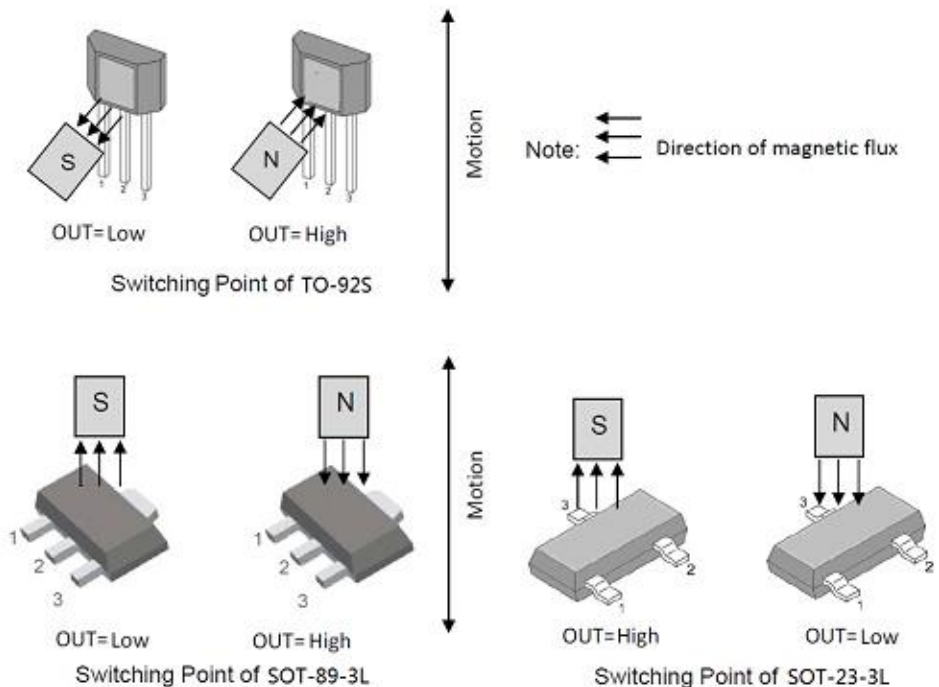 S
N
1
2
3
1
2
3
OUT=Low
OUT=High
Switching Point of TO-92S
Motion
Note:
Direction of magnetic flux
S
N
1
2
3
1
2
3
OUT=Low
OUT=High
Switching Point of SOT-89-3L
Motion
S
N
3
2
1
3
2
1
OUT=High
OUT=Low
Switching Point of SOT-23-3L